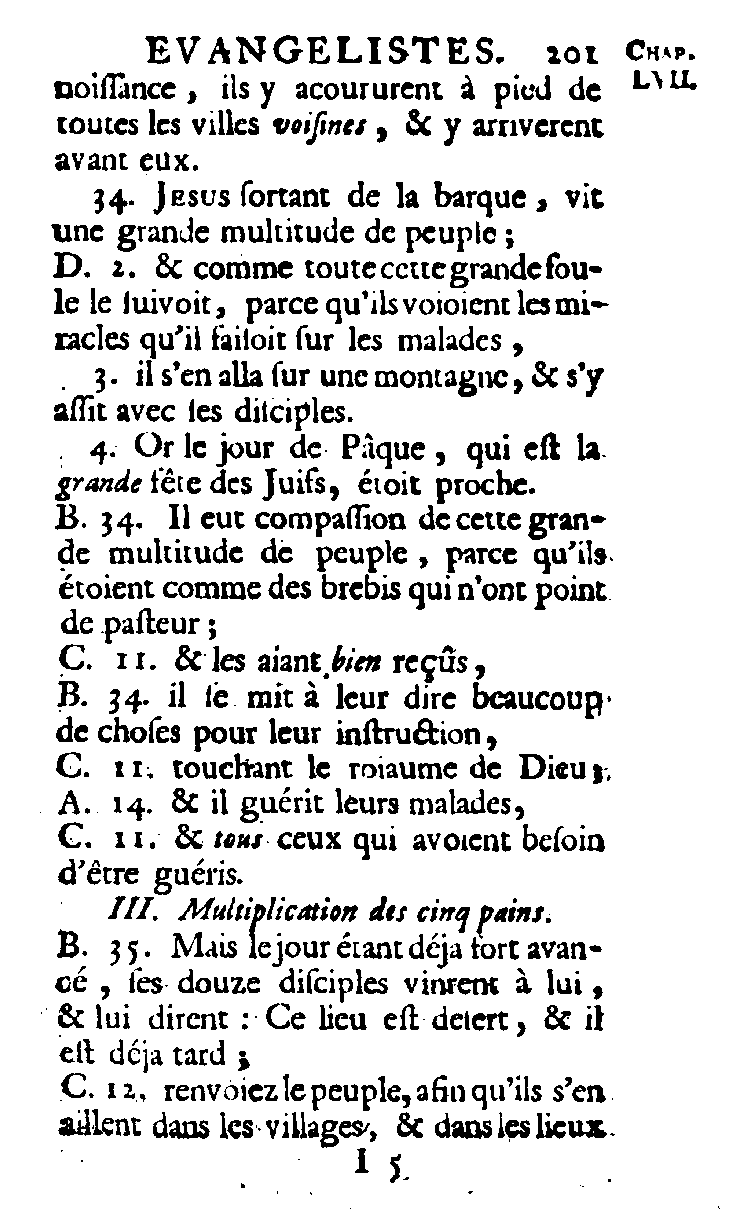 EVANGELISTES. 201 CHAP.
LVII.
noiſſance, ils y acoururent à pied de
toutes les villes voiſines, & y arriverent
avant eux.
34. JESUS ſortant de la barque, vit
une grande multitude de peuple;
D. 2. & comme toute cette grande fou-
le le ſuivoit, parce qu'ils voioient les mi-
racles qu'il faiſoit ſur les malades,
3. il s'en alla ſur une montagne, & s'y
aſſit avec ſes diſciples.
4. Or le jour de Pâque, qui eſt la
grande fête des Juifs, étoit proche.
B. 34. Il eut compaſſion de cette gran-
de multitude de peuple, parce qu'ils
étoient comme des brebis qui n'ont point
de paſteur;
C. 11. & les aiant bien reçûs,
B. 34. il ſe mit à leur dire beaucoup
de choſes pour leur inſtruction,
C. 11. touchant le roiaume de Dieu;
A. 14. & il guérit leurs malades,
C. 11. & tous ceux qui avoient beſoin
d'être guéris.
III. Multiplication des cinq pains.
B. 35. Mais le jour étant déja fort avan-
cé, ſes douze diſciples vinrent à lui,
& lui dirent : Ce lieu eſt deſert, & il
eſt déja tard;
C. 12. renvoiez le peuple, afin qu'ils s'en
aillent dans les villages, & dans les lieux
I 5